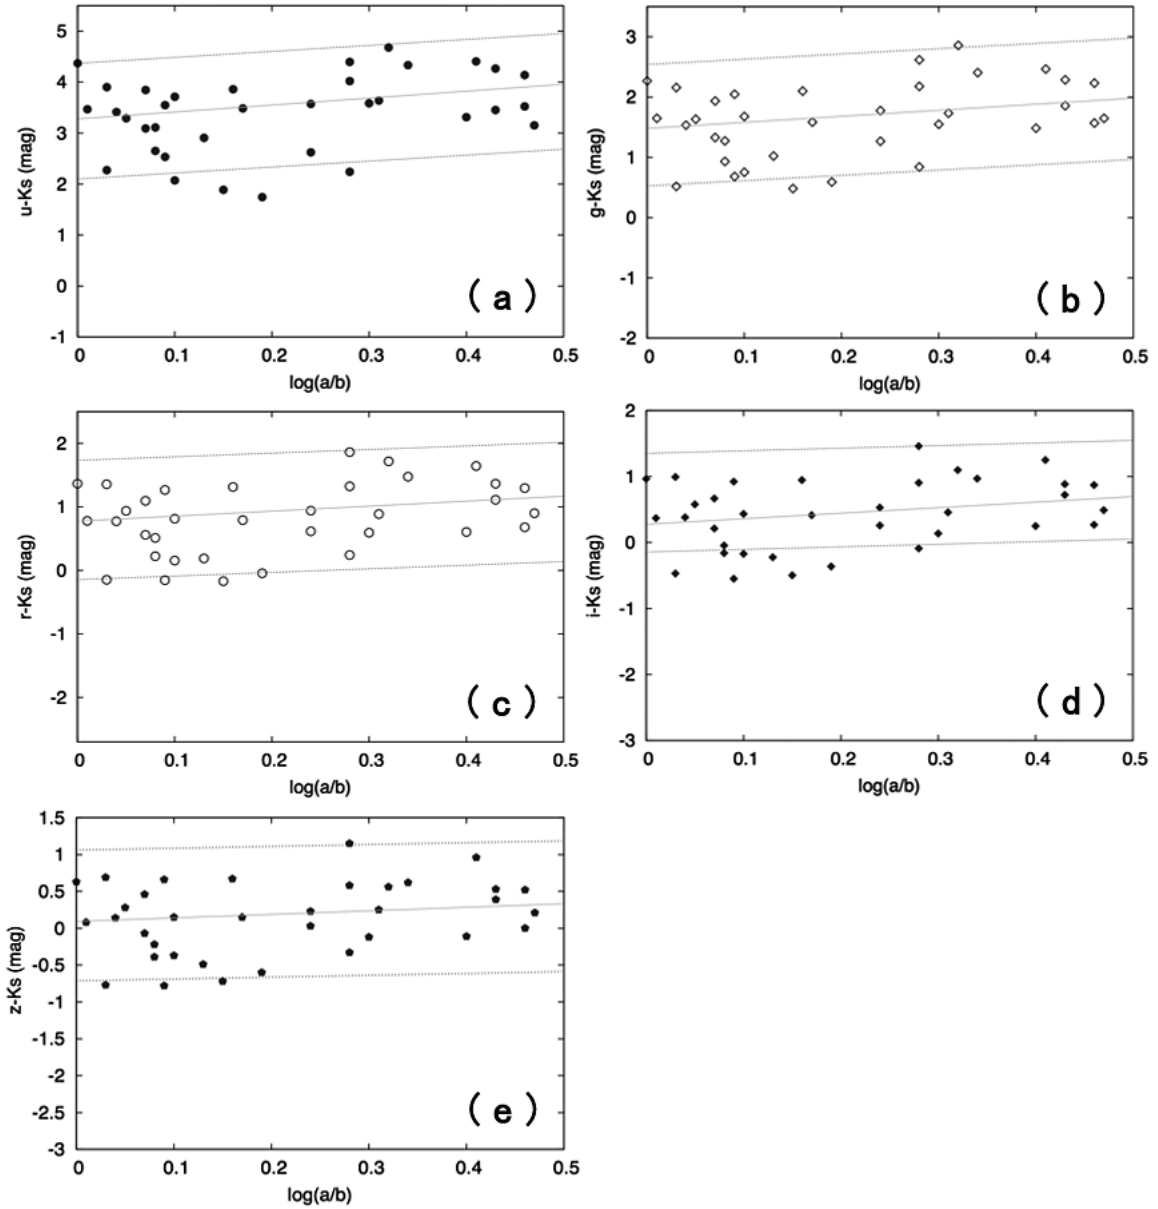 5
4
3
2
1
0
-1
u-Ks (mag)
( a )
0 0.1 0.2 0.3 0.4 0.5
log(a/b)
3
2
1
0
-1
-2
g-Ks (mag)
( b )
0 0.1 0.2 0.3 0.4 0.5
log(a/b)
2
1
0
-1
-2
r-Ks (mag)
( c )
0 0.1 0.2 0.3 0.4 0.5
log(a/b)
2
1
0
-1
-2
-3
i-Ks (mag)
( d )
0 0.1 0.2 0.3 0.4 0.5
log(a/b)
1.5
1
0.5
0
-0.5
-1
-1.5
-2
-2.5
-3
z-Ks (mag)
( e )
0 0.1 0.2 0.3 0.4 0.5
log(a/b)